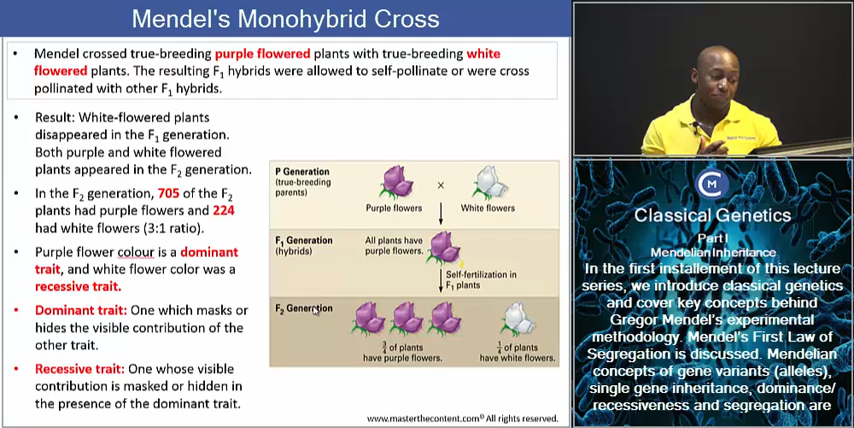 Mendel's Monohybrid Cross
• Mendel crossed true-breeding purple flowered plants with true-breeding white
flowered plants. The resulting F₁ hybrids were allowed to self-pollinate or were cross
pollinated with other F₁ hybrids.
• Result: White-flowered plants
disappeared in the F₁ generation.
Both purple and white flowered
plants appeared in the F₂ generation.
• In the F₂ generation, 705 of the F₂
plants had purple flowers and 224
had white flowers (3:1 ratio).
• Purple flower colour is a dominant
trait, and white flower color was a
recessive trait.
• Dominant trait: One which masks or
hides the visible contribution of the
other trait.
• Recessive trait: One whose visible
contribution is masked or hidden in
the presence of the dominant trait.
P Generation
(true-breeding
parents)
×
Purple flowers
White flowers
F₁ Generation
(hybrids)
All plants have
purple flowers.
Self-fertilization in
F₁ plants
F₂ Generation
3/4 of plants
have purple flowers.
1/4 of plants
have white flowers.
www.masterthecontent.com® All rights reserved.
CM
Classical Genetics
Part I
Mendelian Inheritance
In the first installement of this lecture
series, we introduce classical genetics
and cover key concepts behind
Gregor Mendel's experimental
methodology. Mendel's First Law of
Segregation is discussed. Mendelian
concepts of gene variants (alleles),
single gene inheritance, dominance/
recessiveness and segregation are